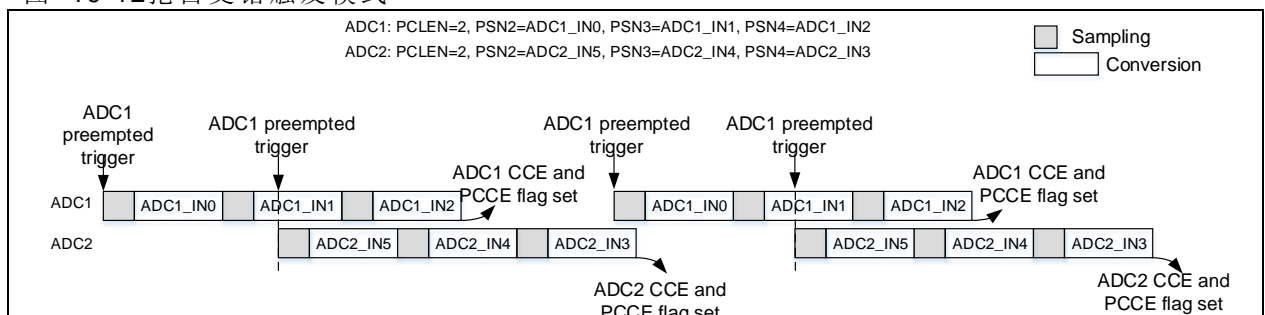 ADC1: PCLEN=2, PSN2=ADC1_IN0, PSN3=ADC1_IN1, PSN4=ADC1_IN2
ADC2: PCLEN=2, PSN2=ADC2_IN5, PSN3=ADC2_IN4, PSN4=ADC2_IN3
Sampling
Conversion
ADC1
preempted
trigger
ADC1 preempted
trigger
ADC1 preempted
trigger
ADC1 preempted
trigger
ADC1 CCE and
PCCE flag set
ADC1 CCE and
PCCE flag set
ADC1
ADC1_IN0
ADC1_IN1
ADC1_IN2
ADC1_IN0
ADC1_IN1
ADC1_IN2
ADC2
ADC2_IN5
ADC2_IN4
ADC2_IN3
ADC2_IN5
ADC2_IN4
ADC2_IN3
ADC2 CCE and
PCCE flag set
ADC2 CCE and
PCCE flag set